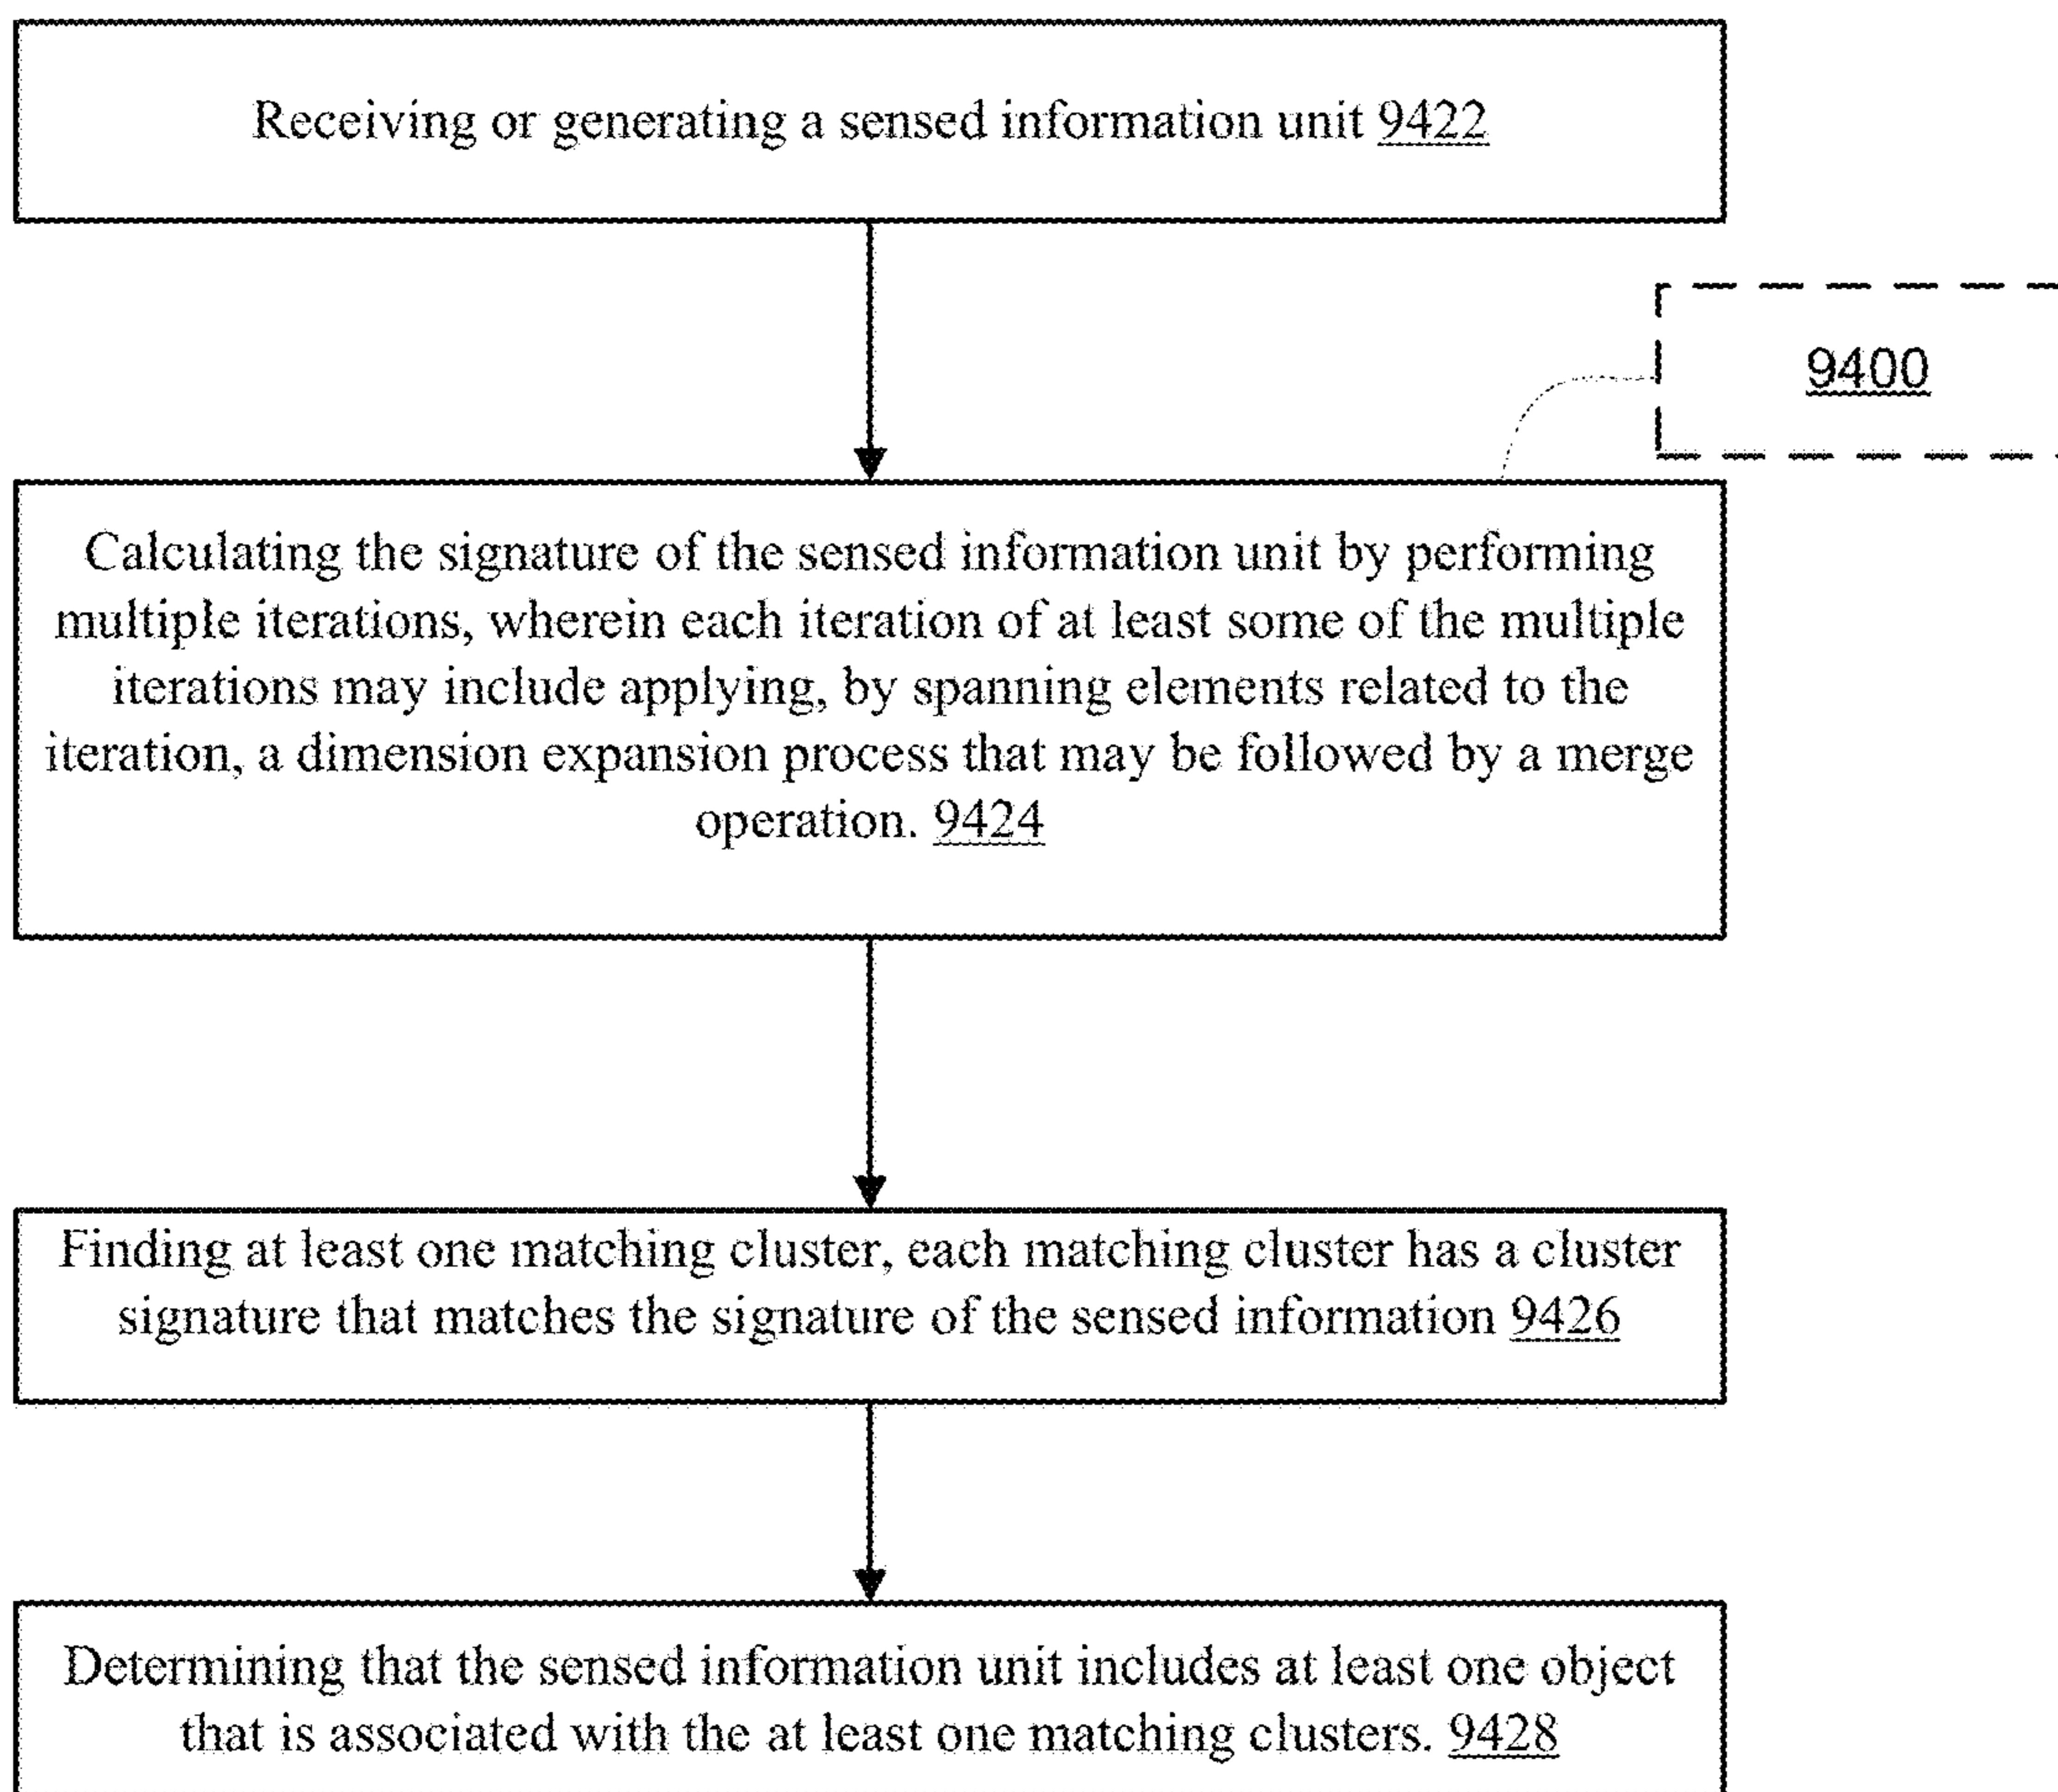 Receiving or generating a sensed information unit 9422
9400
Calculating the signature of the sensed information unit by performing
multiple iterations, wherein each iteration of at least some of the multiple
iterations may include applying, by spanning elements related to the
iteration, a dimension expansion process that may be followed by a merge
operation. 9424
Finding at least one matching cluster, each matching cluster has a cluster
signature that matches the signature of the sensed information 9426
Determining that the sensed information unit includes at least one object
that is associated with the at least one matching clusters. 9428